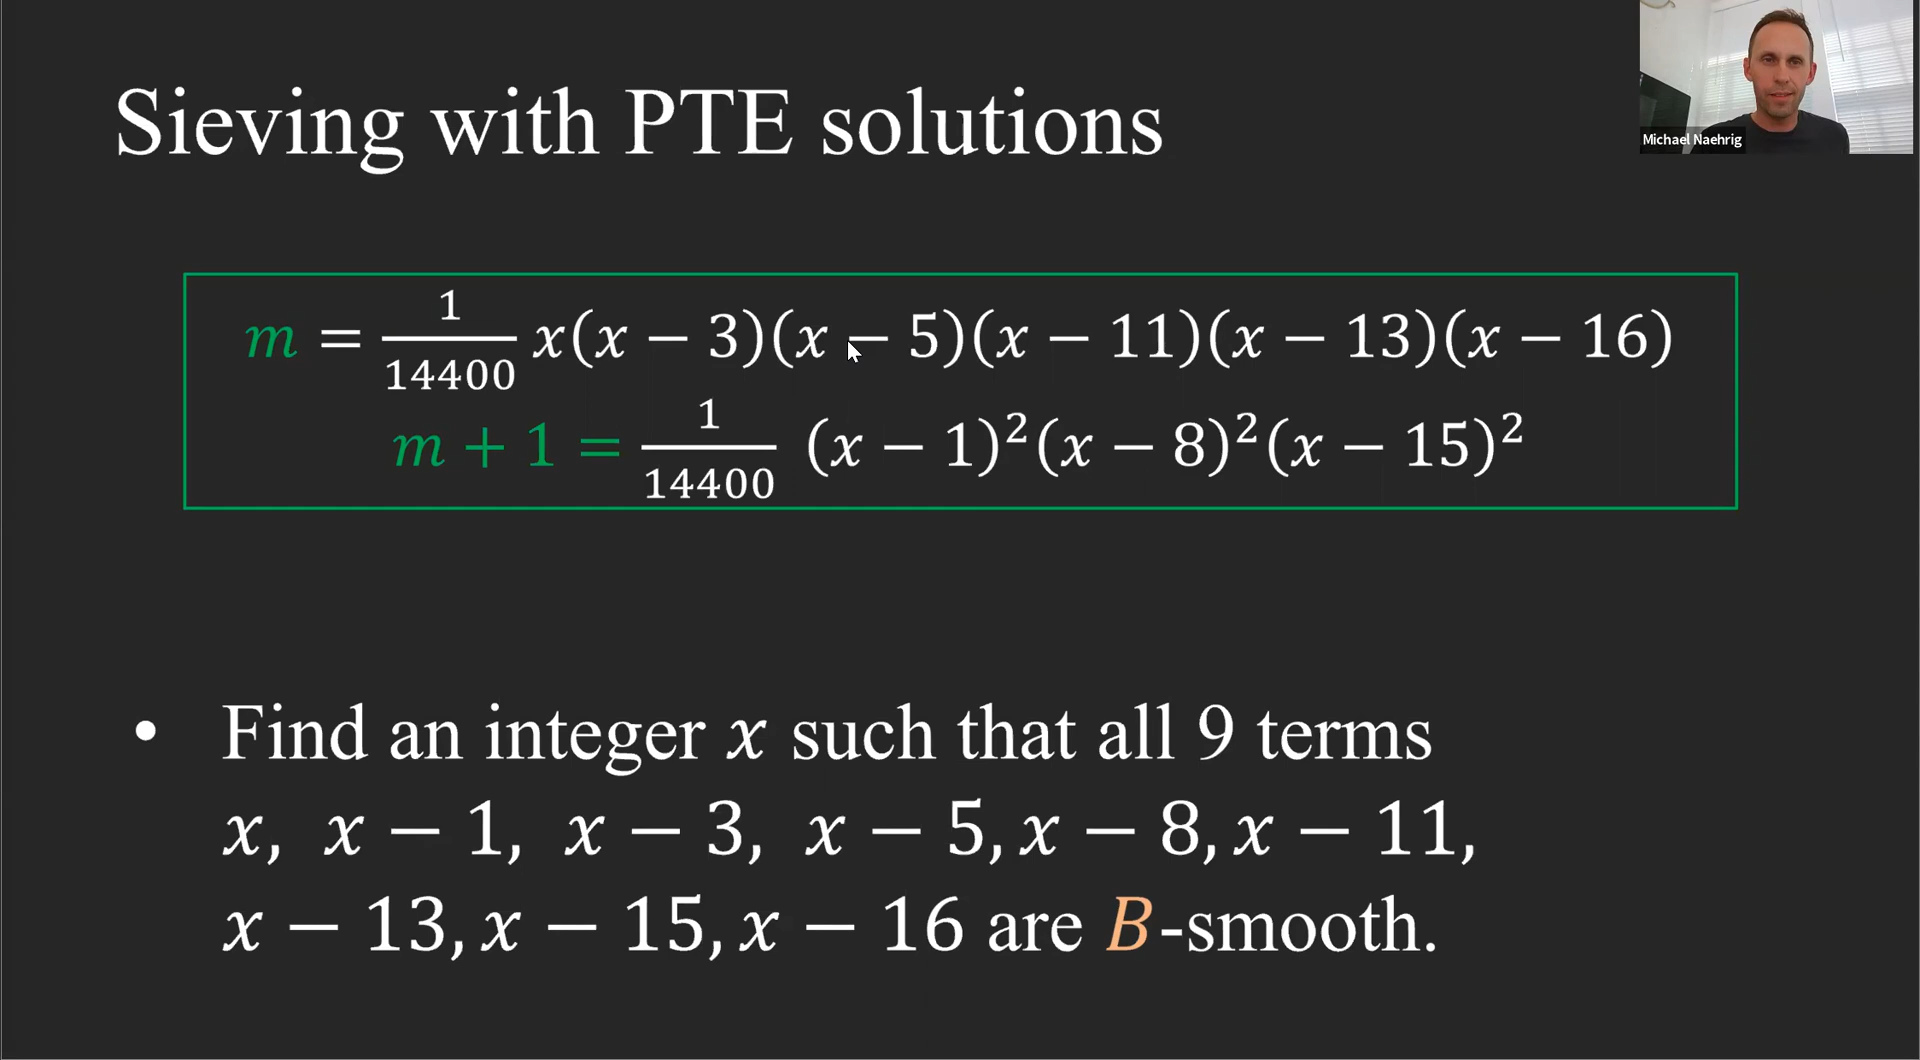 Sieving with PTE solutions
Michael Naehrig
m = 1/14400 x(x − 3)(x − 5)(x − 11)(x − 13)(x − 16)
m + 1 = 1/14400 (x − 1)²(x − 8)²(x − 15)²
• Find an integer x such that all 9 terms
x, x − 1, x − 3, x − 5, x − 8, x − 11,
x − 13, x − 15, x − 16 are B-smooth.